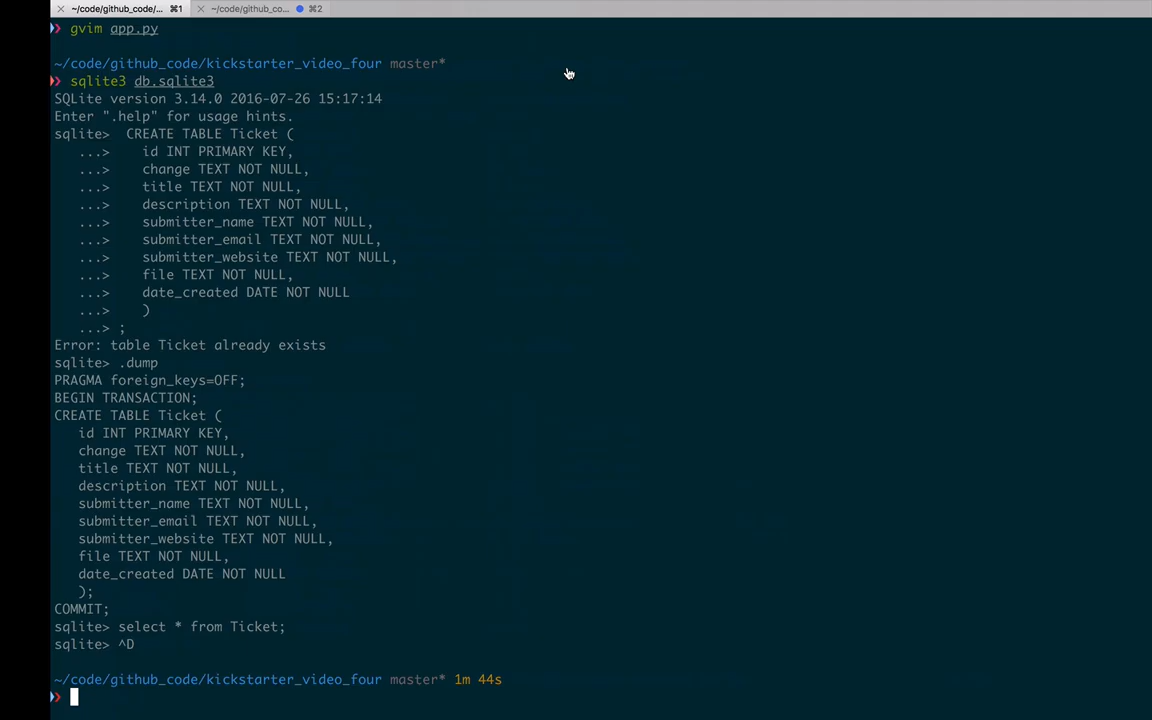 ~/code/github_code/... ⌘1 ~/code/github_co... ⌘2
❯ gvim app.py
~/code/github_code/kickstarter_video_four master*
❯ sqlite3 db.sqlite3
SQLite version 3.14.0 2016-07-26 15:17:14
Enter ".help" for usage hints.
sqlite>  CREATE TABLE Ticket (
   ...>    id INT PRIMARY KEY,
   ...>    change TEXT NOT NULL,
   ...>    title TEXT NOT NULL,
   ...>    description TEXT NOT NULL,
   ...>    submitter_name TEXT NOT NULL,
   ...>    submitter_email TEXT NOT NULL,
   ...>    submitter_website TEXT NOT NULL,
   ...>    file TEXT NOT NULL,
   ...>    date_created DATE NOT NULL
   ...>    )
   ...> ;
Error: table Ticket already exists
sqlite> .dump
PRAGMA foreign_keys=OFF;
BEGIN TRANSACTION;
CREATE TABLE Ticket (
   id INT PRIMARY KEY,
   change TEXT NOT NULL,
   title TEXT NOT NULL,
   description TEXT NOT NULL,
   submitter_name TEXT NOT NULL,
   submitter_email TEXT NOT NULL,
   submitter_website TEXT NOT NULL,
   file TEXT NOT NULL,
   date_created DATE NOT NULL
   );
COMMIT;
sqlite> select * from Ticket;
sqlite> ^D
~/code/github_code/kickstarter_video_four master* 1m 44s
❯